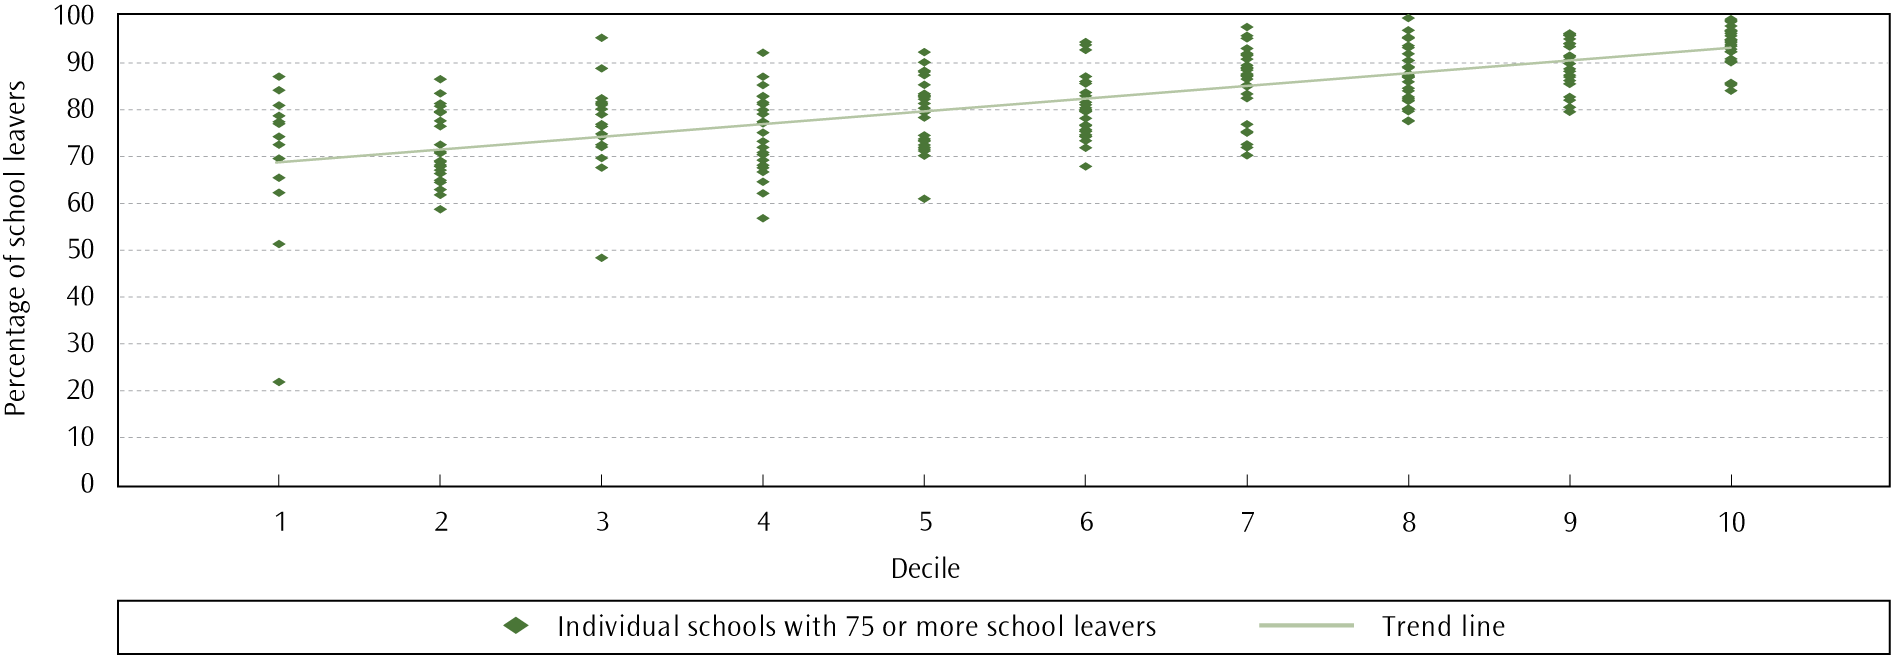 Percentage of school leavers
100
90
80
70
60
50
40
30
20
10
0
1 2 3 4 5 6 7 8 9 10
Decile
Individual schools with 75 or more school leavers Trend line